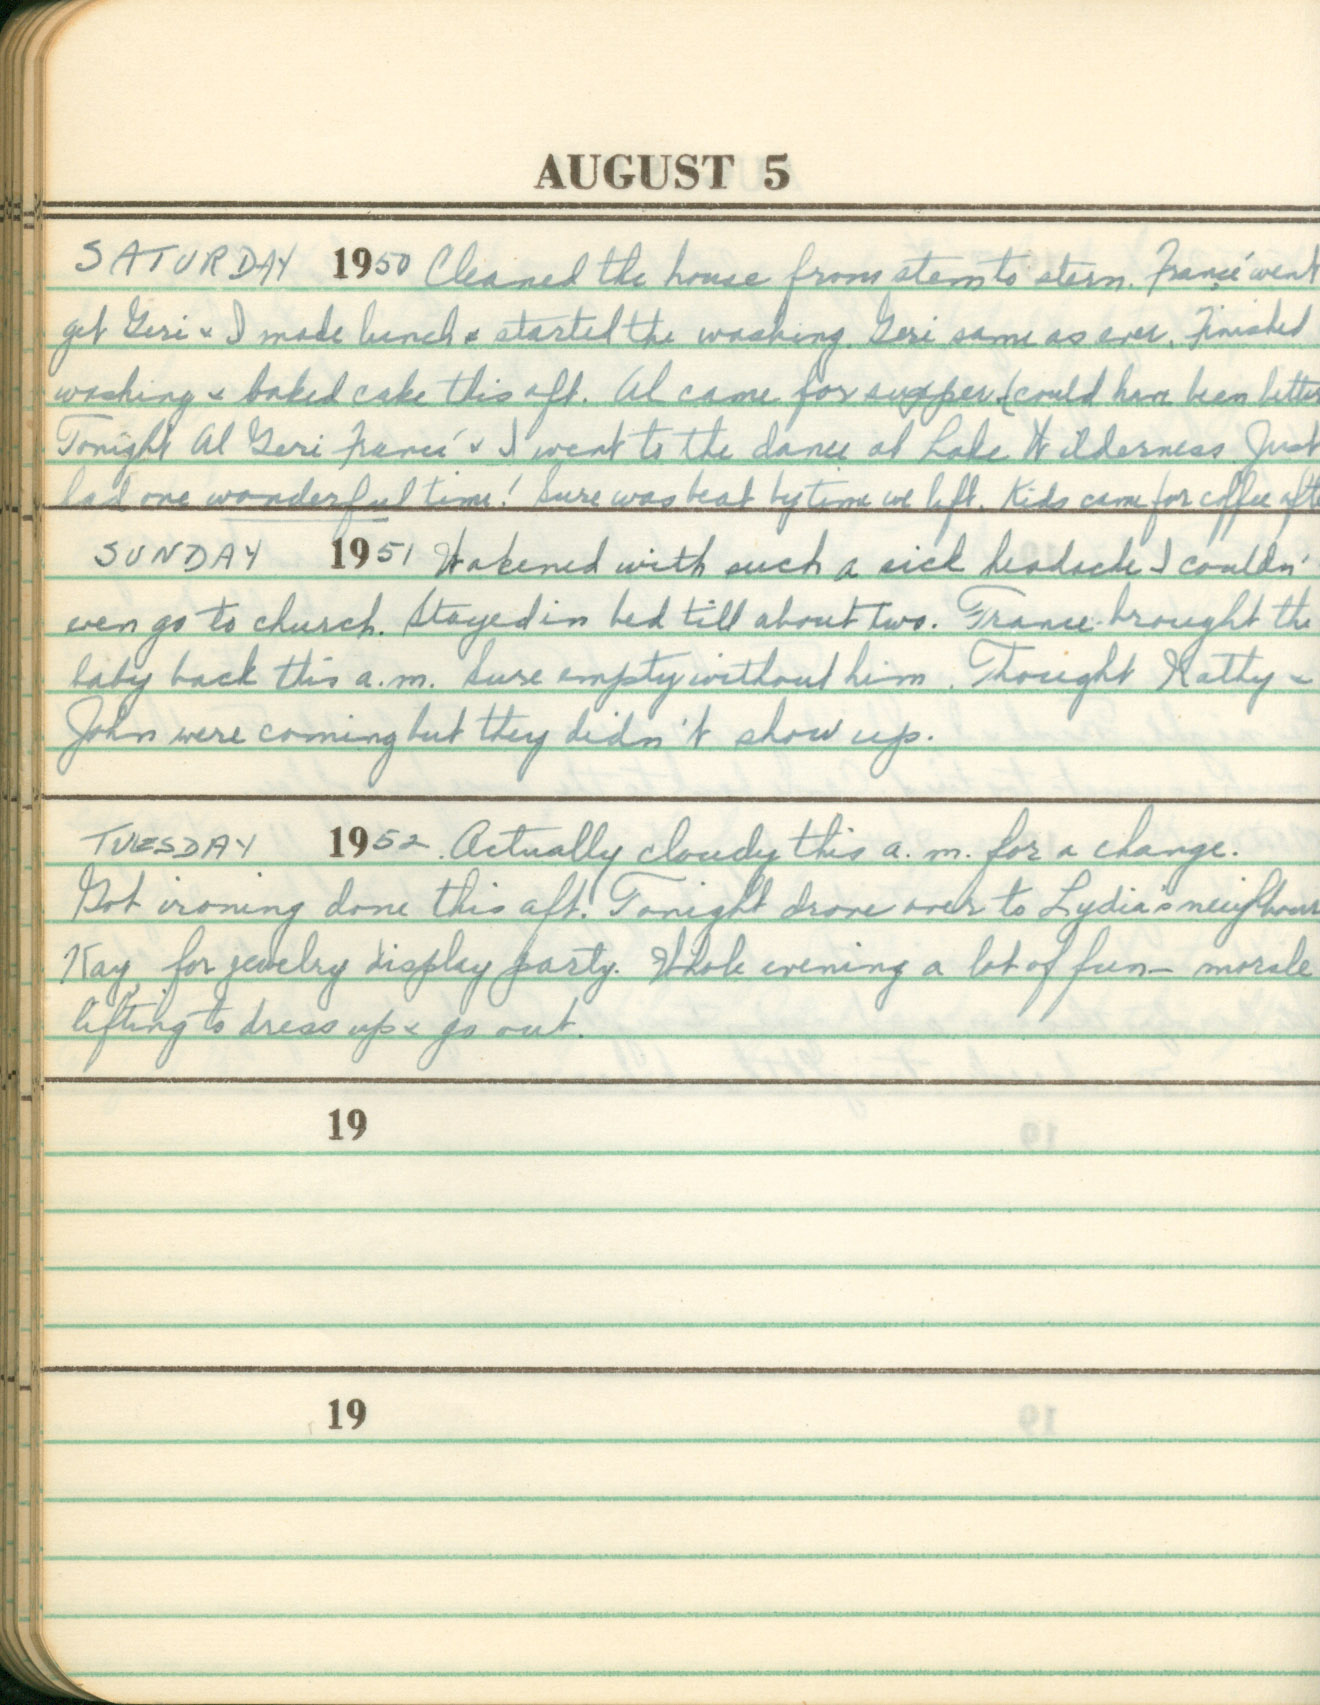 AUGUST 5
SATURDAY 1950 Cleaned the house from stem to stern. Francé went
get Geri & I made lunch & started the washing. Geri same as ever. Finished
washing & baked cake this aft. Al came for supper (could have been better
Tonight Al Geri Francé & I went to the dance at Lake Wilderness Just
had one wonderful time! Sure was beat by time we left. Kids came for coffee afte
SUNDAY 1951 Wakened with such a sick headache I couldn'
even go to church. Stayed in bed till about two. France brought the
baby back this a.m. Sure empty without him. Thought Kathy &
John were coming but they didn't show up.
TUESDAY 1952. Actually cloudy this a.m. for a change.
Got ironing done this aft. Tonight drove over to Lydia's neighbour
Kay, for jewelry display party. Whole evening a lot of fun – morale
lifting to dress up & go out.
19
19